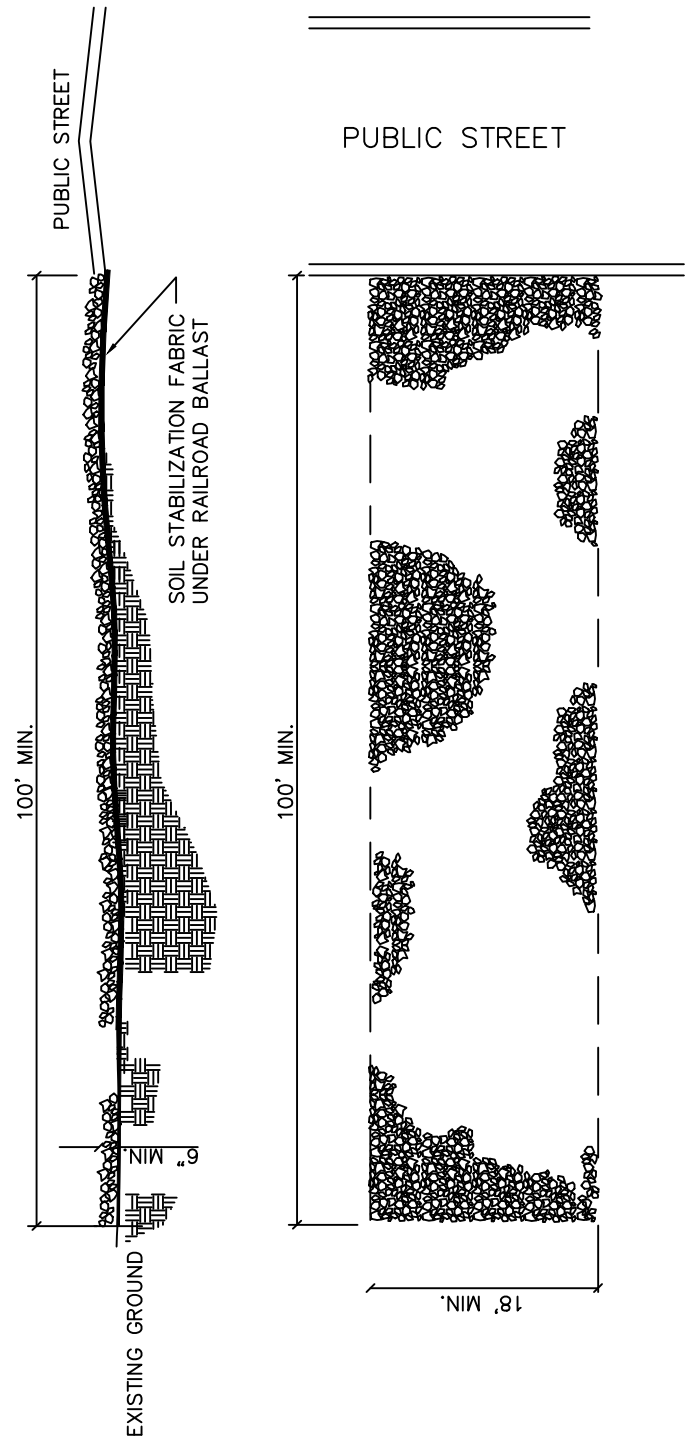 PUBLIC STREET
100' MIN.
SOIL STABILIZATION FABRIC
UNDER RAILROAD BALLAST
6" MIN.
EXISTING GROUND
PUBLIC STREET
100' MIN.
18' MIN.